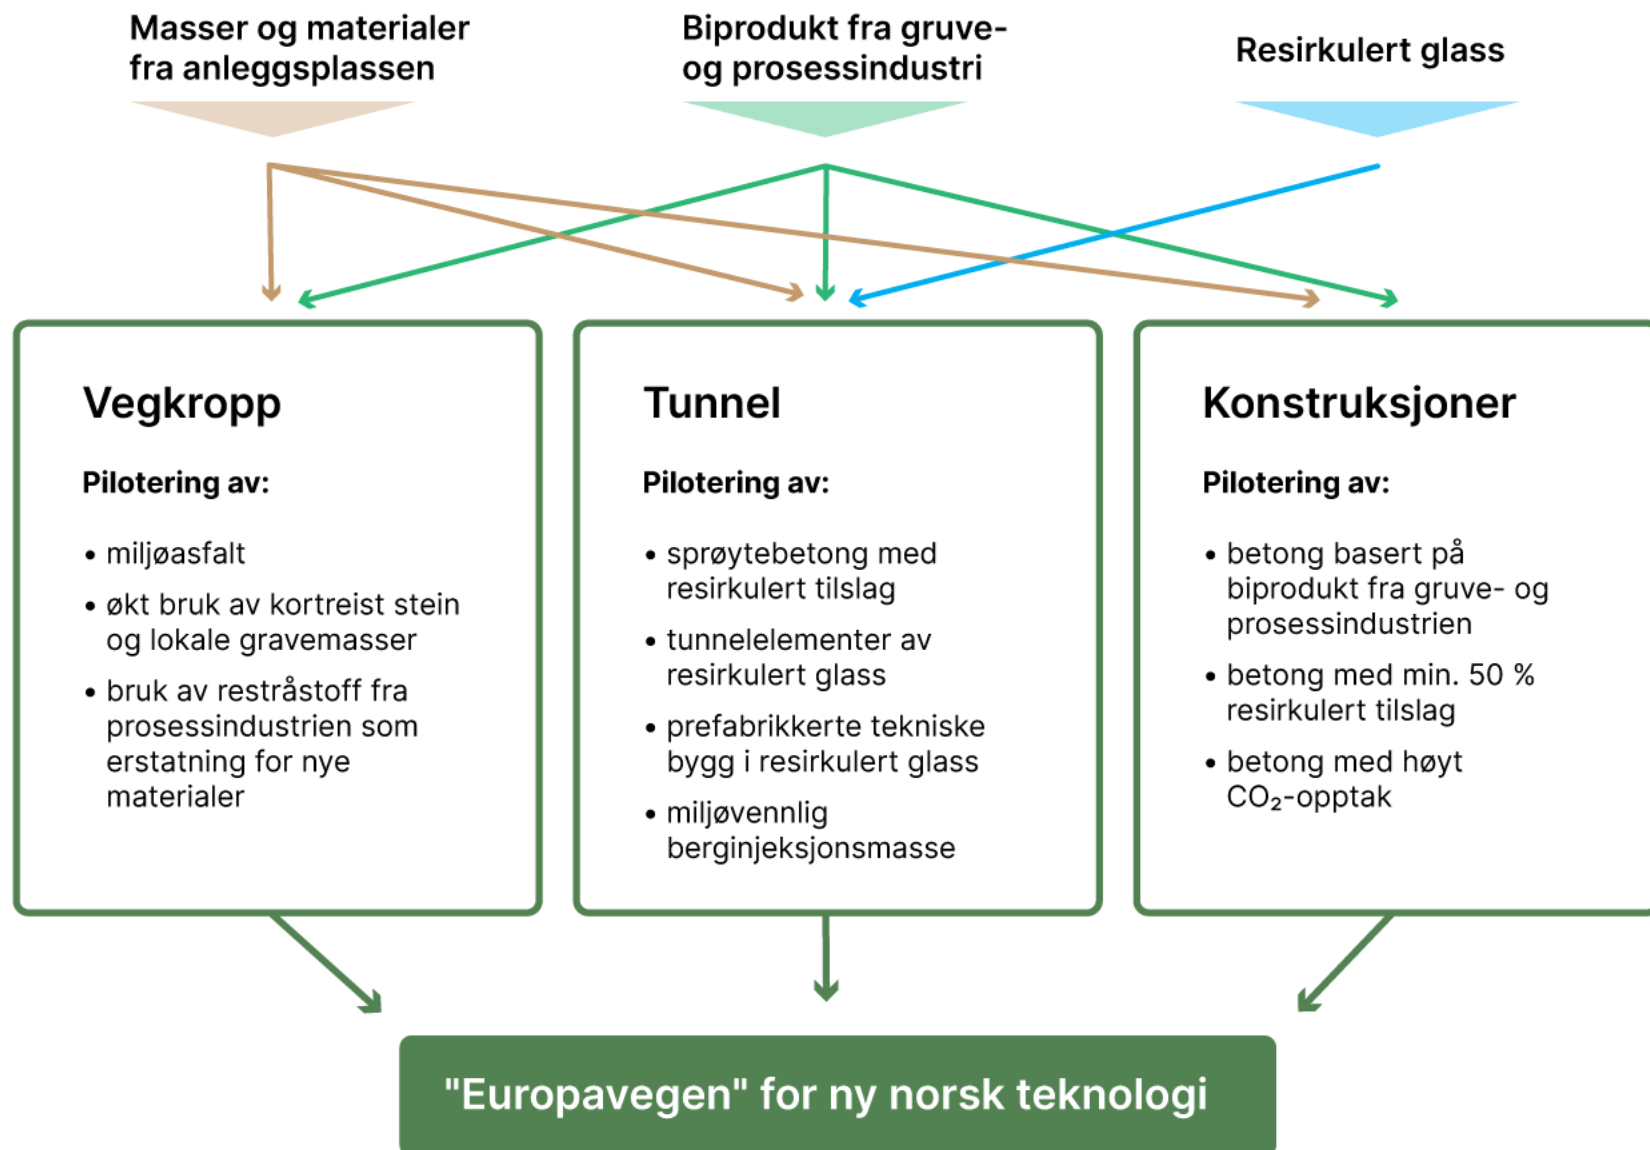 Masser og materialer
fra anleggsplassen
Biprodukt fra gruve-
og prosessindustri
Resirkulert glass
Vegkropp
Pilotering av:
• miljøasfalt
• økt bruk av kortreist stein
og lokale gravemasser
• bruk av restråstoff fra
prosessindustrien som
erstatning for nye
materialer
Tunnel
Pilotering av:
• sprøytebetong med
resirkulert tilslag
• tunnelelementer av
resirkulert glass
• prefabrikkerte tekniske
bygg i resirkulert glass
• miljøvennlig
berginjeksjonsmasse
Konstruksjoner
Pilotering av:
• betong basert på
biprodukt fra gruve- og
prosessindustrien
• betong med min. 50 %
resirkulert tilslag
• betong med høyt
CO₂-opptak
"Europavegen" for ny norsk teknologi